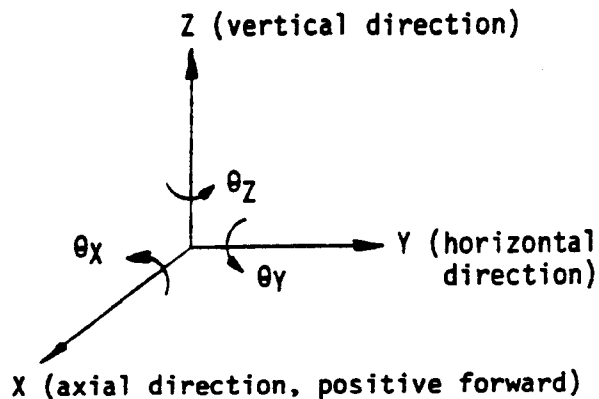 Z (vertical direction)
θZ
θX
Y (horizontal
direction)
θY
X (axial direction, positive forward)